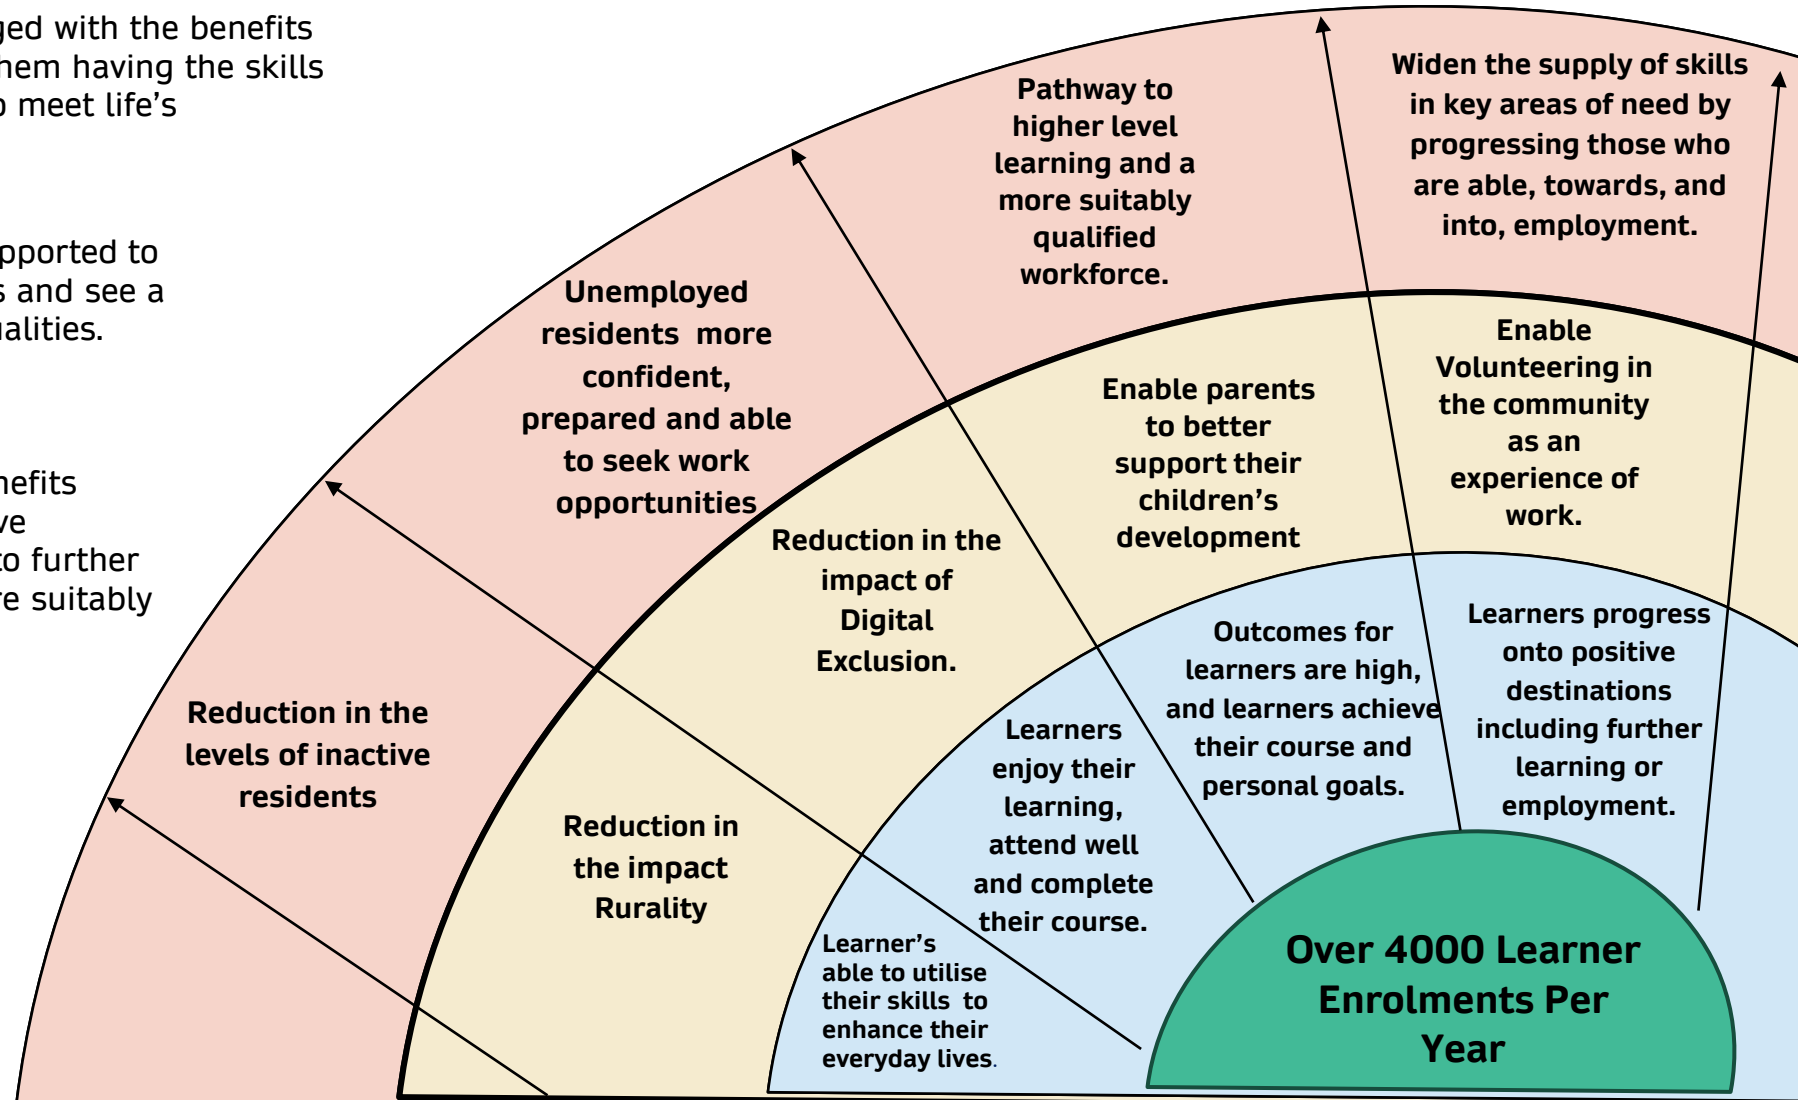 ged with the benefits
hem having the skills
o meet life’s
pported to
s and see a
ualities.
nefits
ve
to further
re suitably
Pathway to
higher level
learning and a
more suitably
qualified
workforce.
Widen the supply of skills
in key areas of need by
progressing those who
are able, towards, and
into, employment.
Unemployed
residents  more
confident,
prepared and able
to seek work
opportunities
Reduction in the
levels of inactive
residents
Enable
Volunteering in
the community
as an
experience of
work.
Enable parents
to better
support their
children’s
development
Reduction in the
impact of
Digital
Exclusion.
Reduction in
the impact
Rurality
Learners progress
onto positive
destinations
including further
learning or
employment.
Outcomes for
learners are high,
and learners achieve
their course and
personal goals.
Learners
enjoy their
learning,
attend well
and complete
their course.
Learner’s
able to utilise
their skills  to
enhance their
everyday lives.
Over 4000 Learner
Enrolments Per
Year